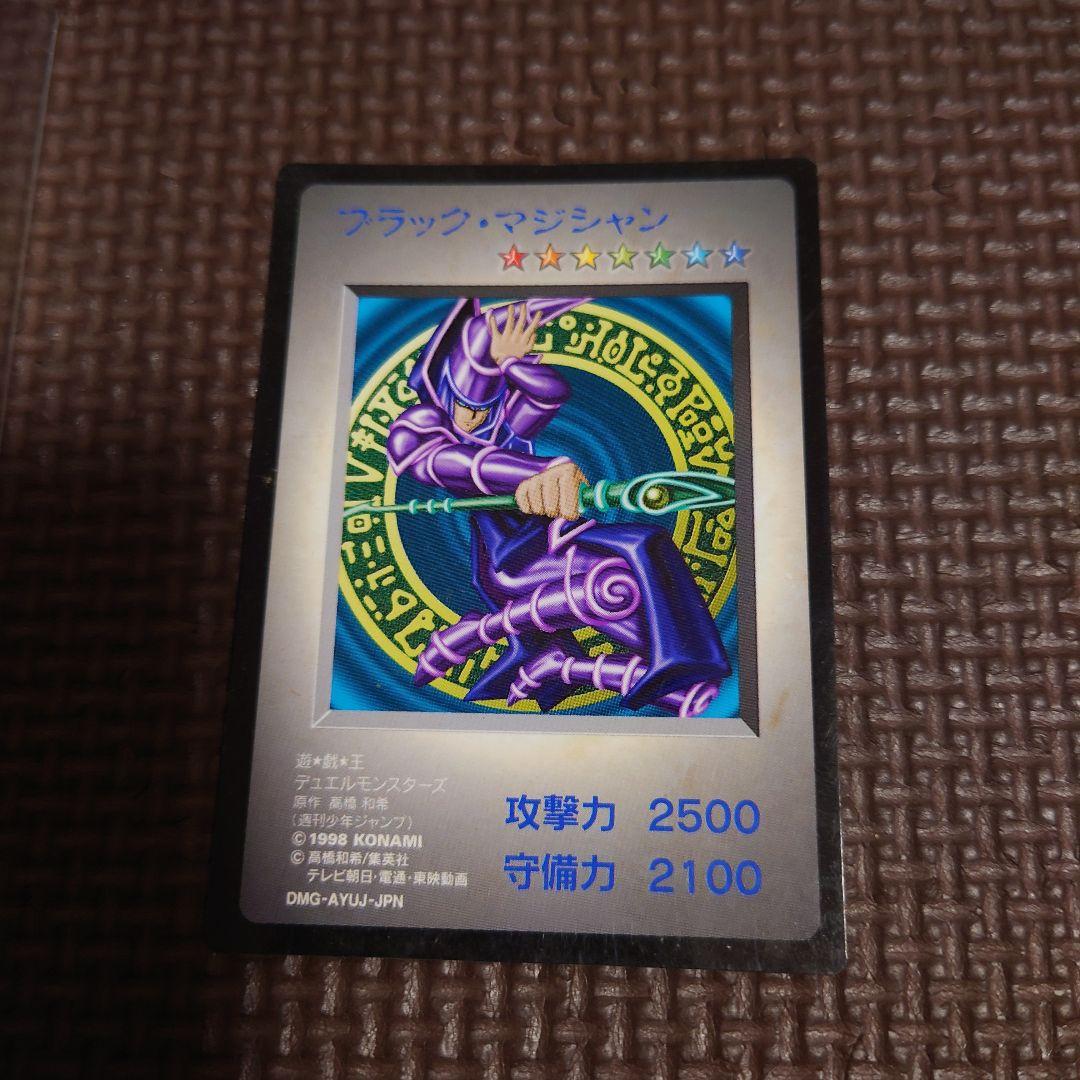 ブラック・マジシャン
遊★戯★王
デュエルモンスターズ
原作 高橋 和希
(週刊少年ジャンプ)
©1998 KONAMI
©高橋和希/集英社
テレビ朝日・電通・東映動画
DMG-AYUJ-JPN
攻撃力 2500
守備力 2100